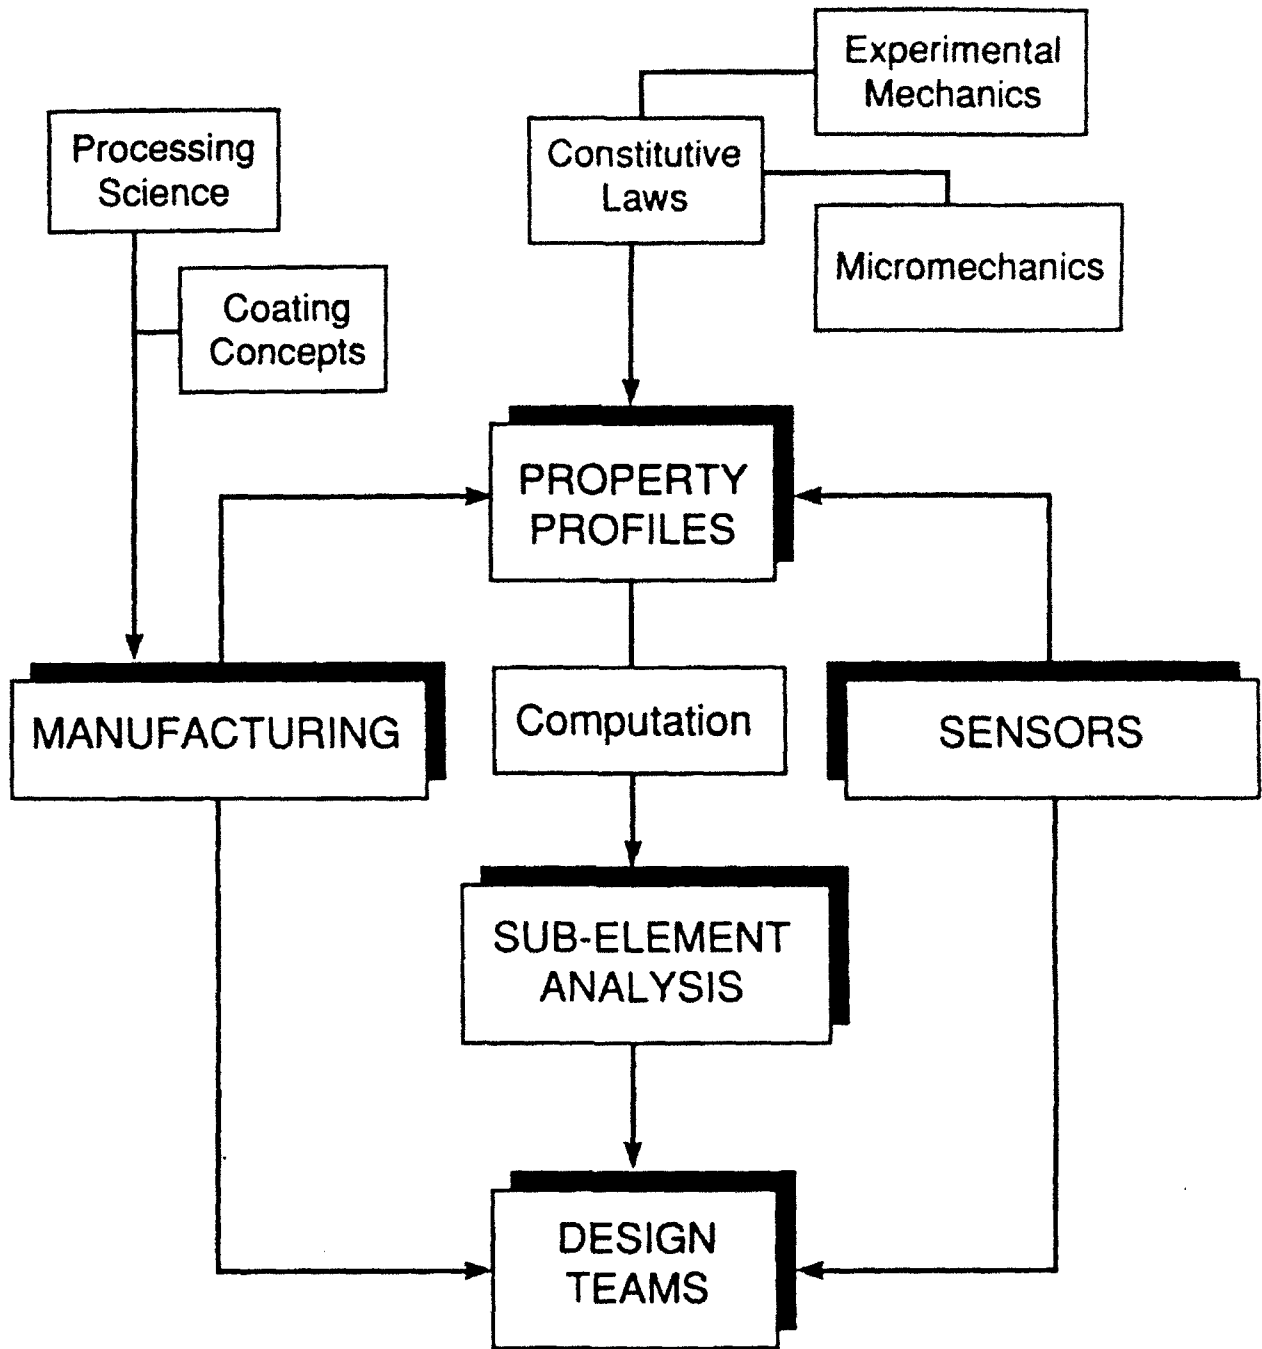 Experimental
Mechanics
Processing
Science
Constitutive
Laws
Micromechanics
Coating
Concepts
PROPERTY
PROFILES
MANUFACTURING
Computation
SENSORS
SUB-ELEMENT
ANALYSIS
DESIGN
TEAMS